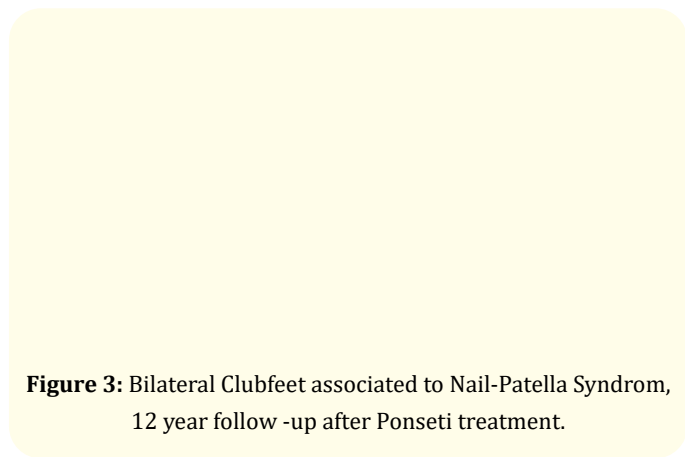 Figure 3: Bilateral Clubfeet associated to Nail-Patella Syndrom,
12 year follow -up after Ponseti treatment.